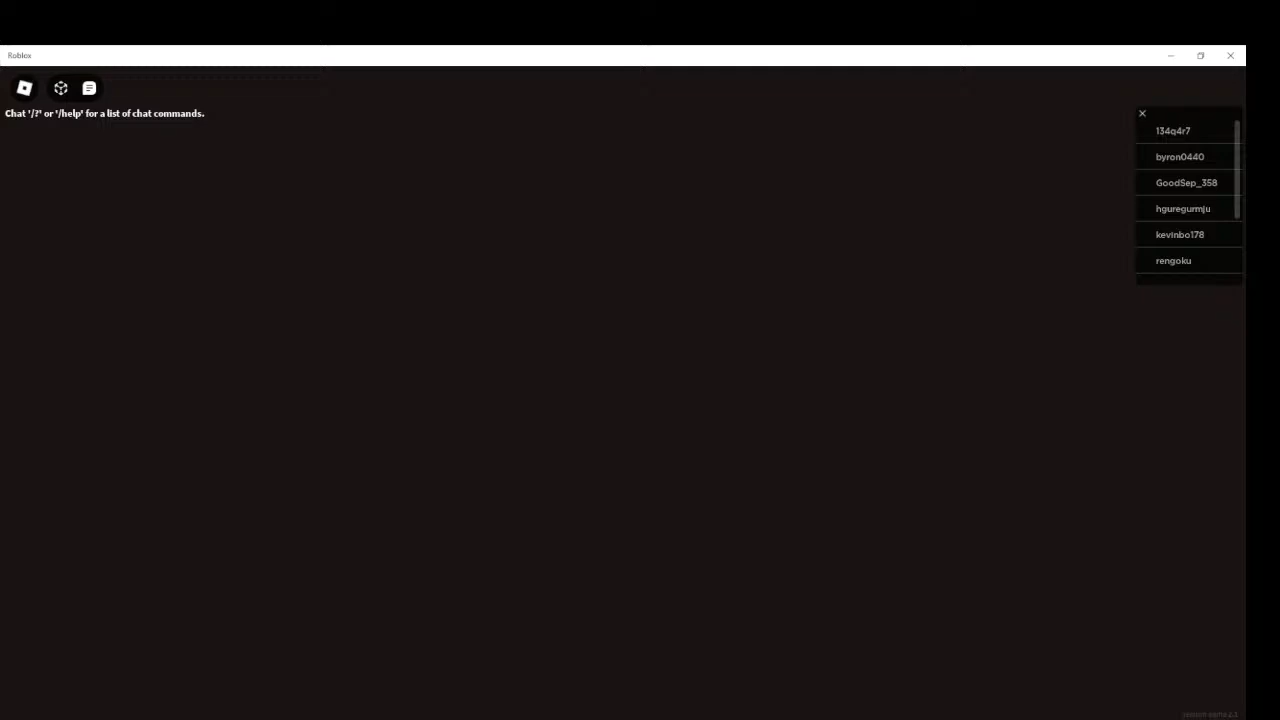 Roblox
Chat '/?' or '/help' for a list of chat commands.
134q4r7
byron0440
GoodSep_358
hguregurmju
kevinbo178
rengoku